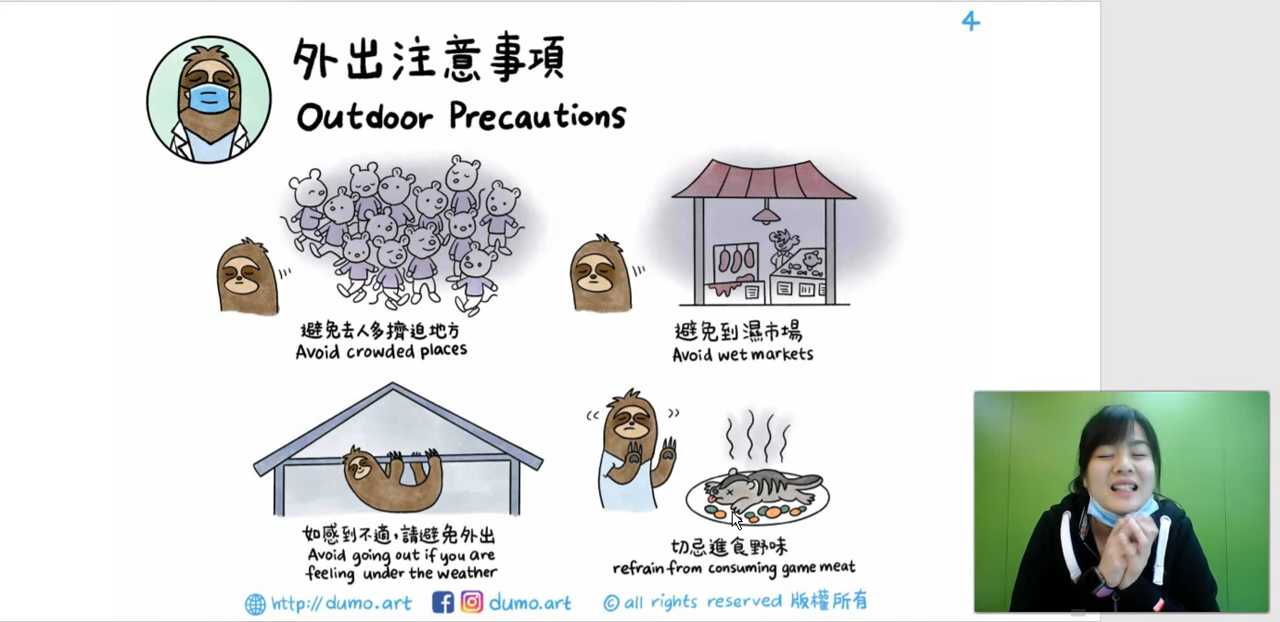 4
外出注意事項
Outdoor Precautions
避免去人多擠迫地方
Avoid crowded places
避免到濕市場
Avoid wet markets
如感到不適,請避免外出
Avoid going out if you are
feeling under the weather
切忌進食野味
refrain from consuming game meat
http://dumo.art
dumo.art
© all rights reserved 版權所有